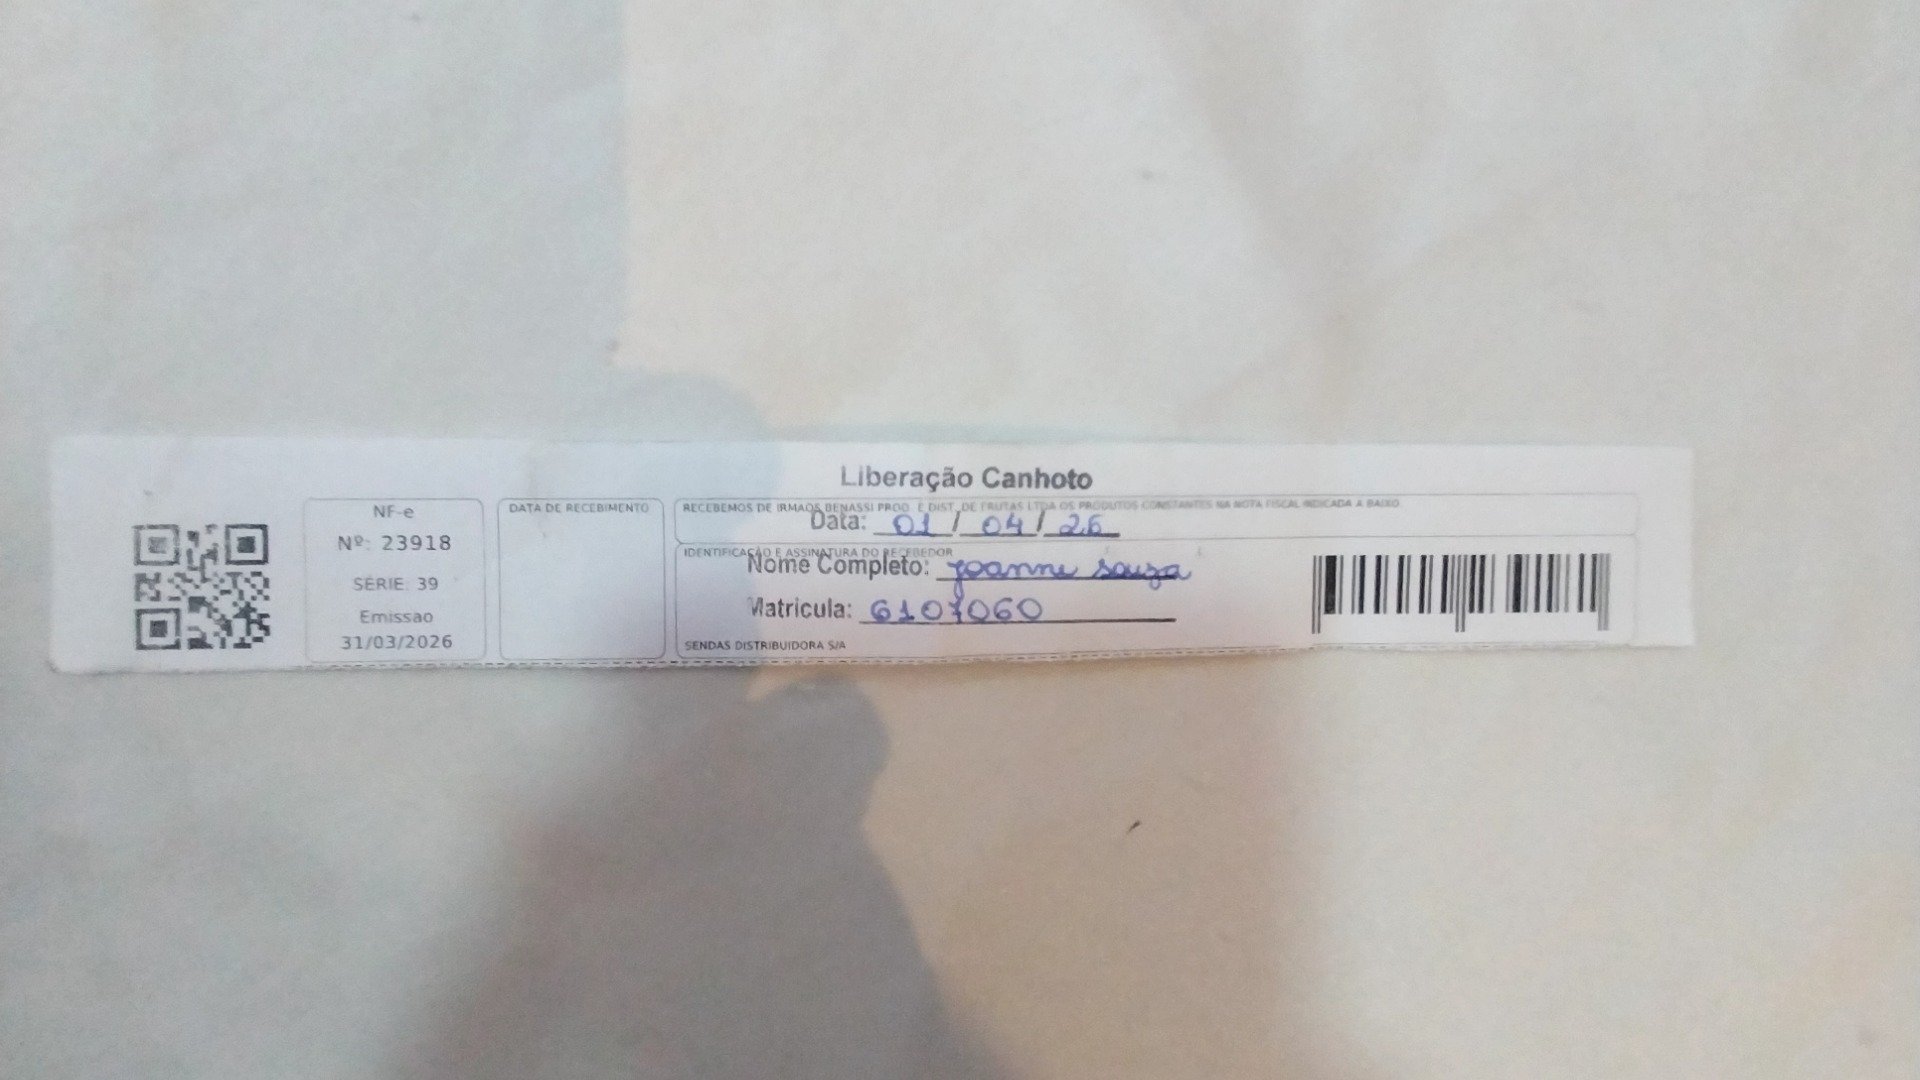 Liberação Canhoto
NF-e
Nº: 23918
SÉRIE: 39
Emissao
31/03/2026
DATA DE RECEBIMENTO
RECEBEMOS DE IRMAOS BENASSI PROD. E DIST. DE FRUTAS LTDA OS PRODUTOS CONSTANTES NA NOTA FISCAL INDICADA A BAIXO
Data: 01 / 04 / 26
IDENTIFICAÇÃO E ASSINATURA DO RECEBEDOR
Nome Completo: Joanne Souza
Matricula: 6107060
SENDAS DISTRIBUIDORA S/A